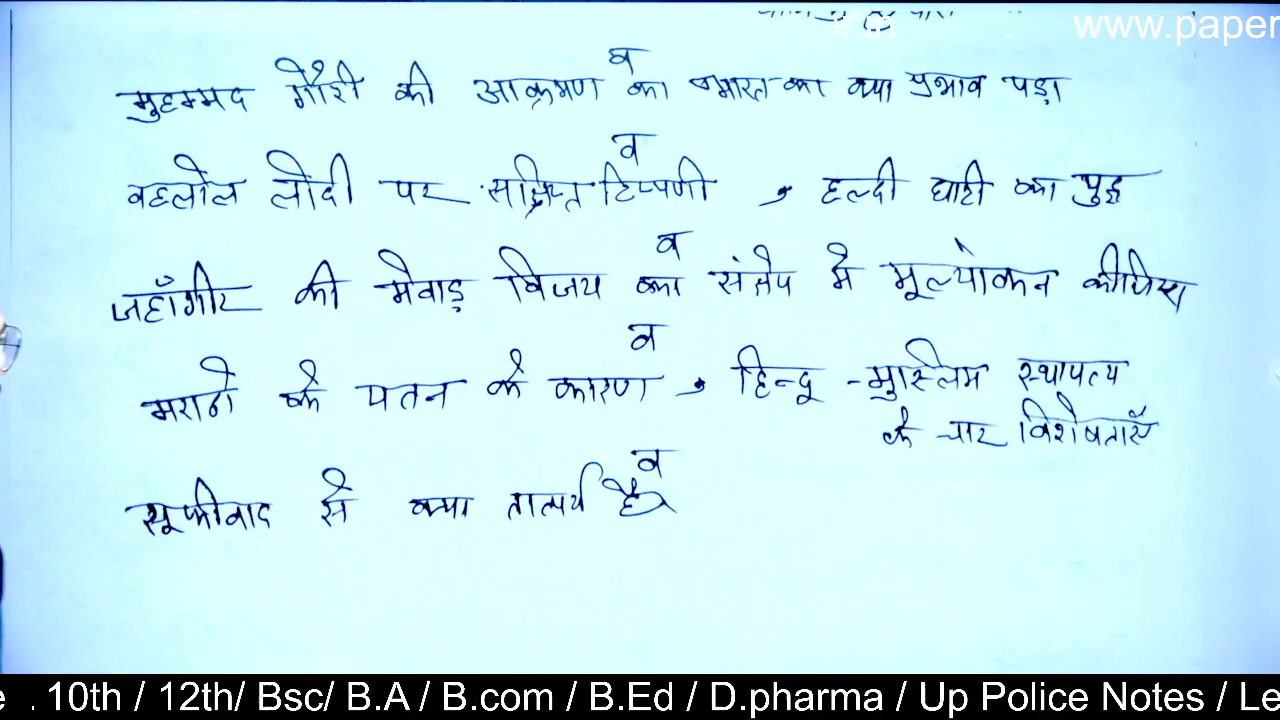 www.paper
मुहम्मद गौरी की आक्रमण का भारत का क्या प्रभाव पड़ा
व
बहलोल लोदी पर संक्षिप्त टिप्पणी , हल्दी घाटी का युद्ध
व
जहाँगीर की मेवाड़ विजय का संक्षेप मे मूल्यांकन कीजिए
व
मराठो के पतन के कारण , हिन्दू - मुस्लिम स्थापत्य
के चार विशेषताएँ
व
सूफीवाद से क्या तात्पर्य है
. 10th / 12th/ Bsc/ B.A / B.com / B.Ed / D.pharma / Up Police Notes / Le